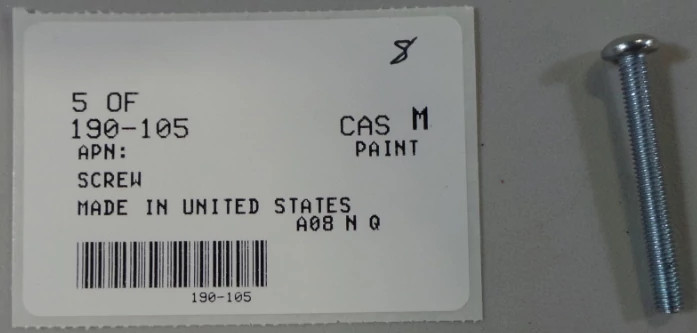 8
5 OF
190-105 CAS M
APN: PAINT
SCREW
MADE IN UNITED STATES
A08 N Q
190-105